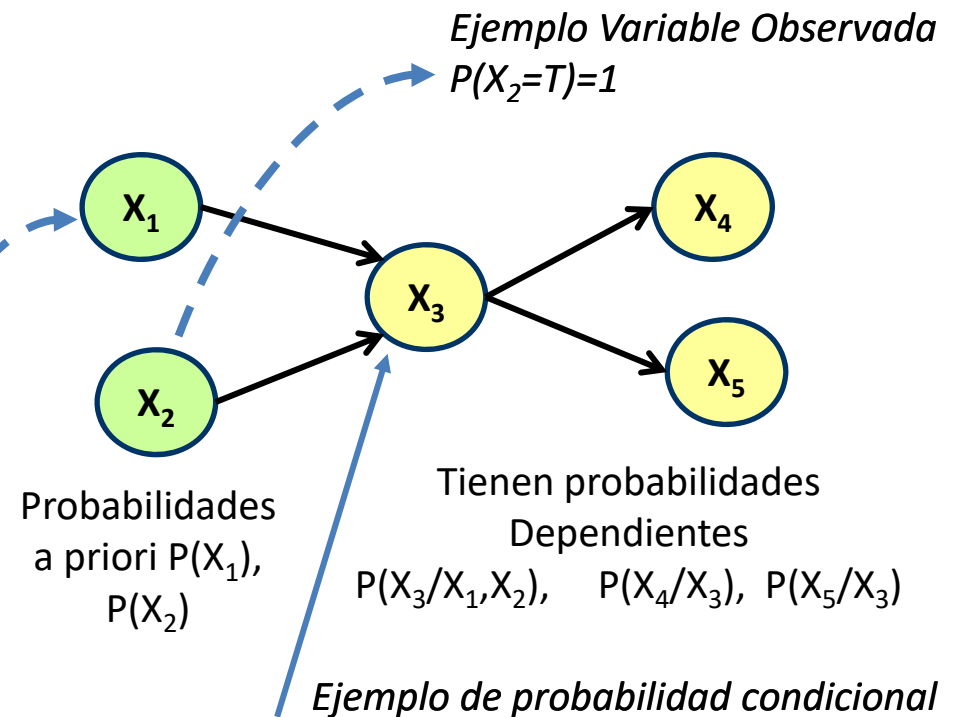 Ejemplo Variable Observada
P(X₂=T)=1
X₁
X₄
X₃
X₅
X₂
Probabilidades
a priori P(X₁),
P(X₂)
Tienen probabilidades
Dependientes
P(X₃/X₁,X₂), P(X₄/X₃), P(X₅/X₃)
Ejemplo de probabilidad condicional